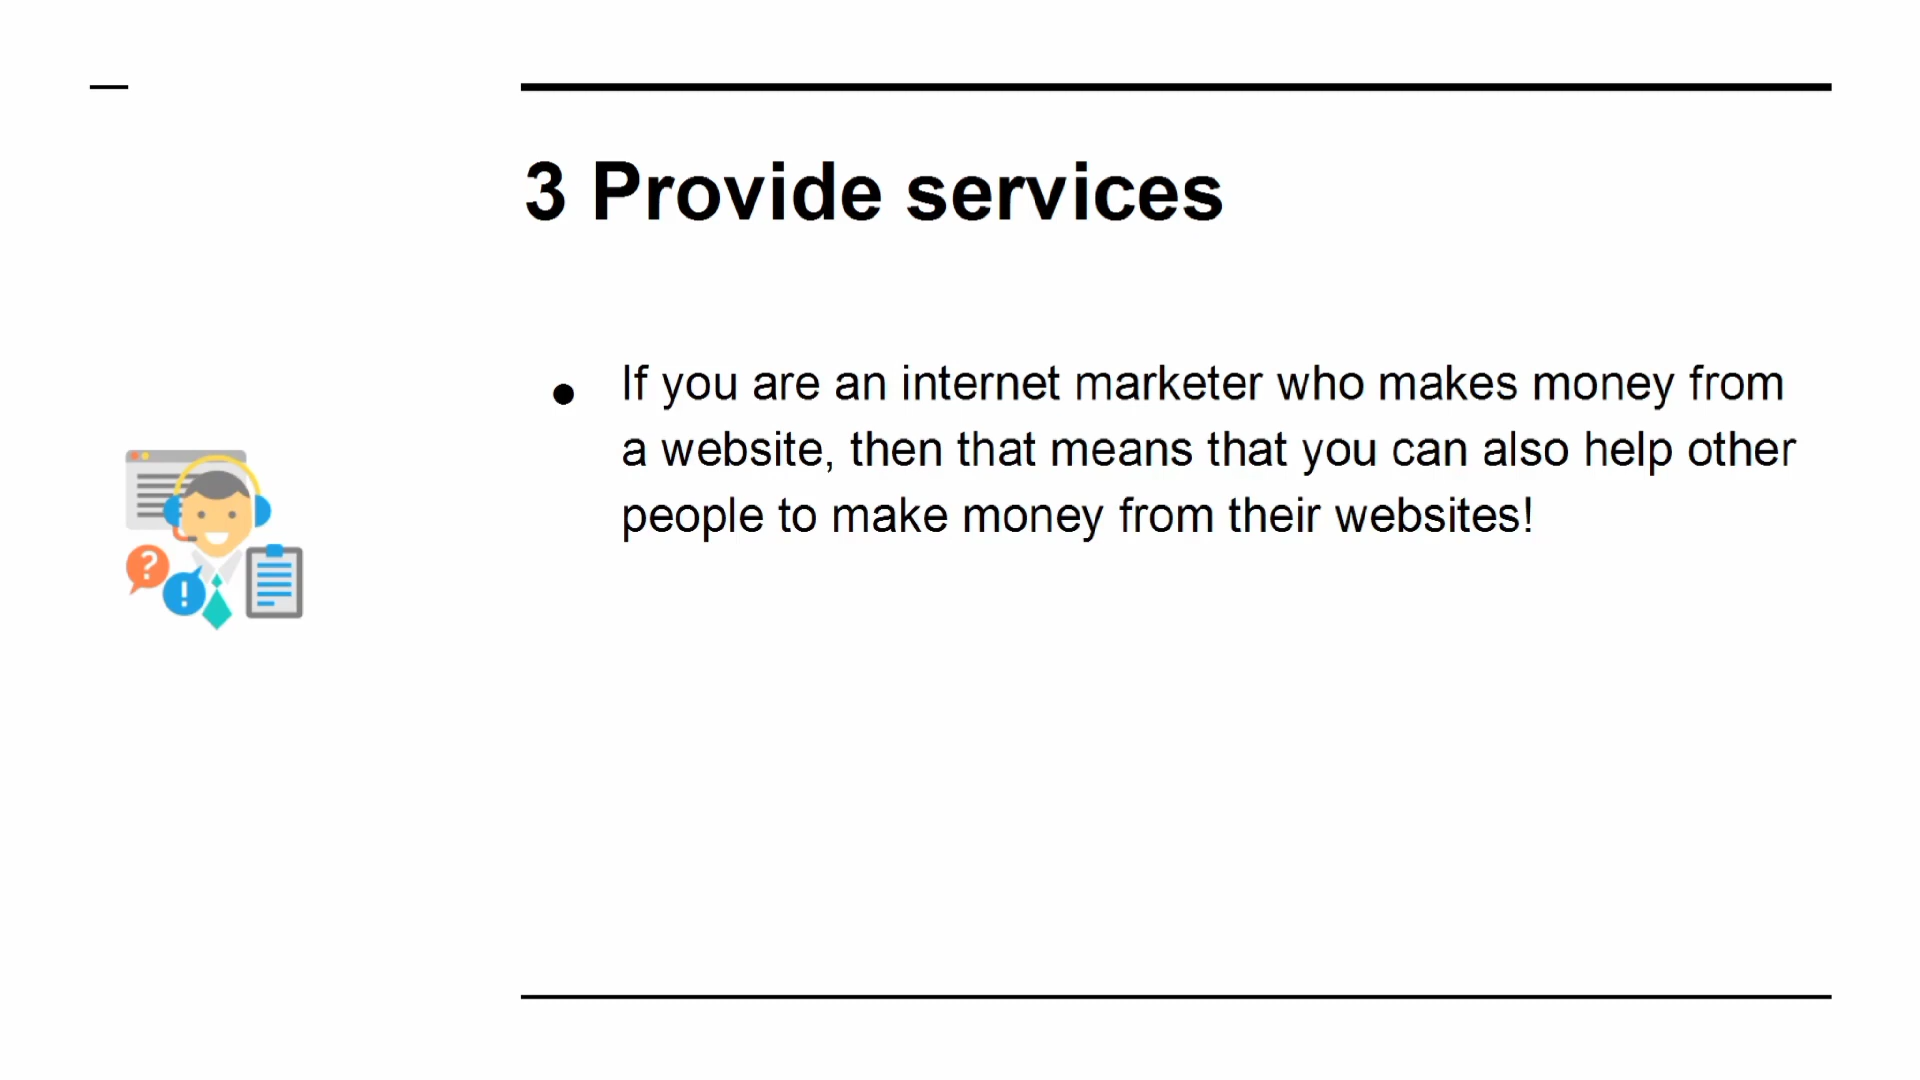 3 Provide services
● If you are an internet marketer who makes money from
a website, then that means that you can also help other
people to make money from their websites!
? !